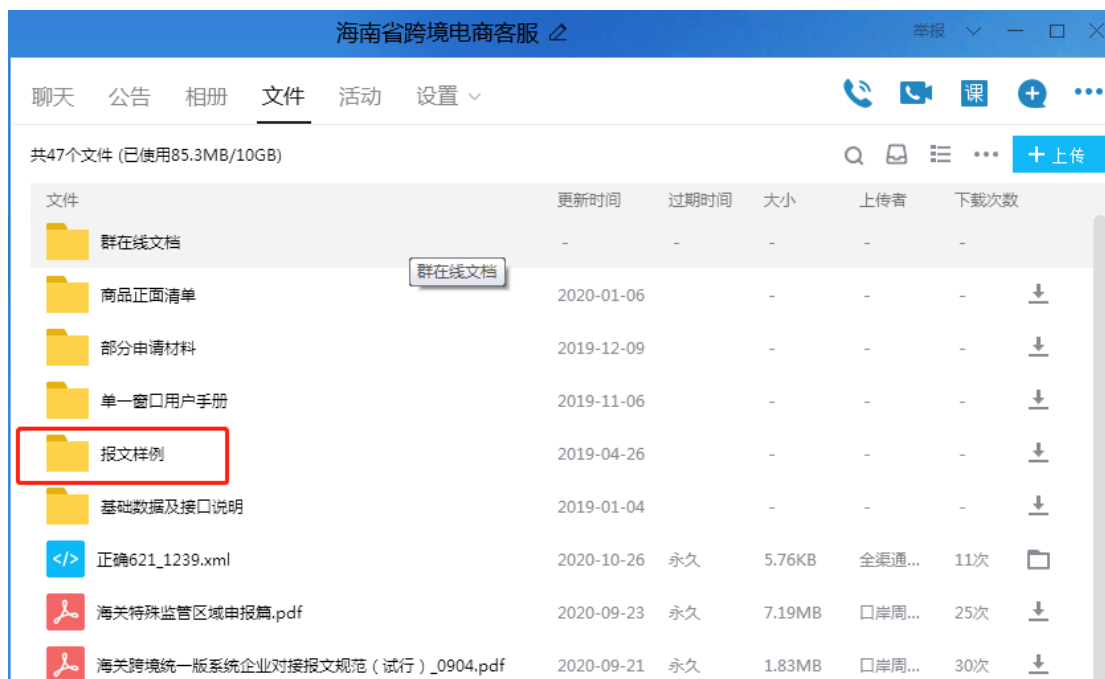 海南省跨境电商客服 举报
聊天 公告 相册 文件 活动 设置 课
共47个文件 (已使用85.3MB/10GB) 上传
文件 更新时间 过期时间 大小 上传者 下载次数
群在线文档 - - - - -
群在线文档
商品正面清单 2020-01-06 - - -
部分申请材料 2019-12-09 - - -
单一窗口用户手册 2019-11-06 - - -
报文样例 2019-04-26 - - -
基础数据及接口说明 2019-01-04 - - -
</> 正确621_1239.xml 2020-10-26 永久 5.76KB 全渠通... 11次
海关特殊监管区域申报篇.pdf 2020-09-23 永久 7.19MB 口岸周... 25次
海关跨境统一版系统企业对接报文规范（试行）_0904.pdf 2020-09-21 永久 1.83MB 口岸周... 30次